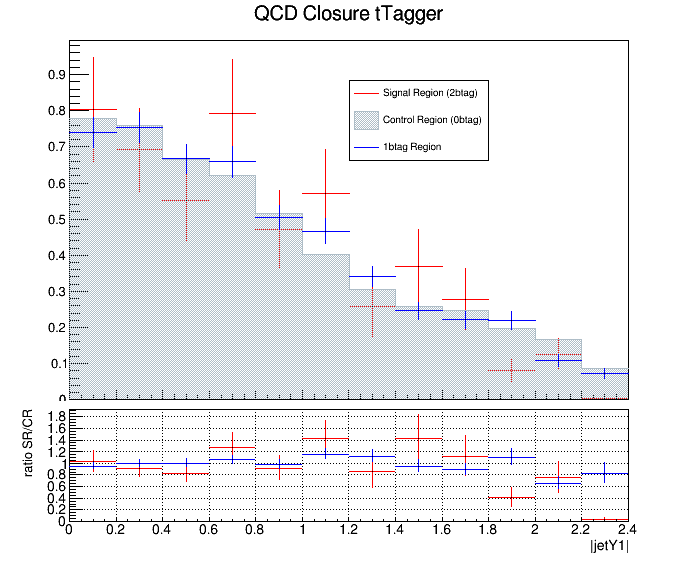 QCD Closure tTagger
0.9
0.8
0.7
0.6
0.5
0.4
0.3
0.2
0.1
0
Signal Region (2btag)
Control Region (0btag)
1btag Region
ratio SR/CR
1.8
1.6
1.4
1.2
1
0.8
0.6
0.4
0.2
0
0 0.2 0.4 0.6 0.8 1 1.2 1.4 1.6 1.8 2 2.2 2.4
|jetY1|